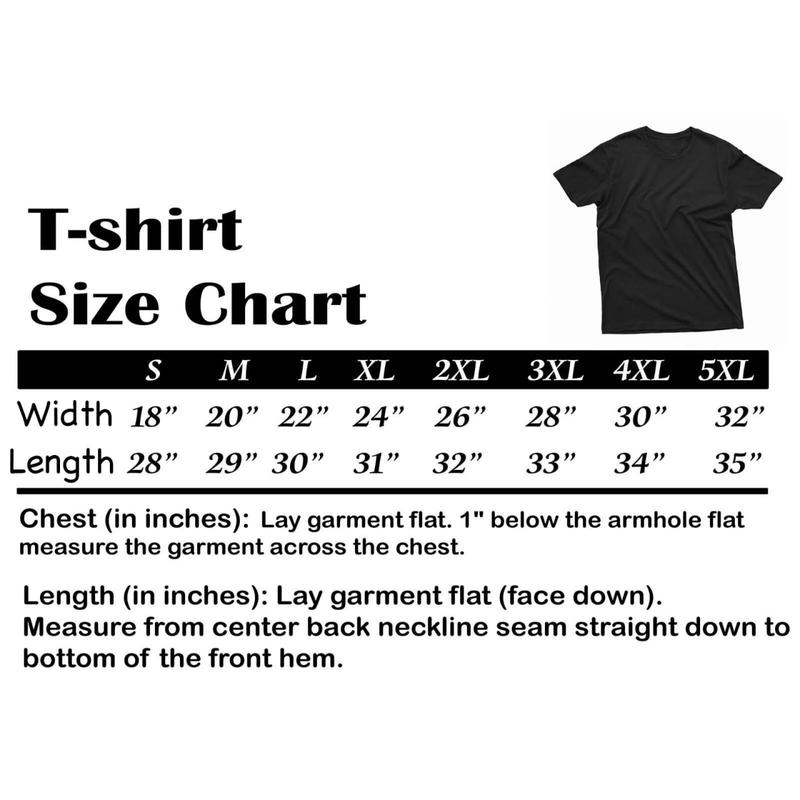 T-shirt
Size Chart
S M L XL 2XL 3XL 4XL 5XL
Width 18” 20” 22” 24” 26” 28” 30” 32”
Length 28” 29” 30” 31” 32” 33” 34” 35”
Chest (in inches): Lay garment flat. 1" below the armhole flat
measure the garment across the chest.
Length (in inches): Lay garment flat (face down).
Measure from center back neckline seam straight down to
bottom of the front hem.